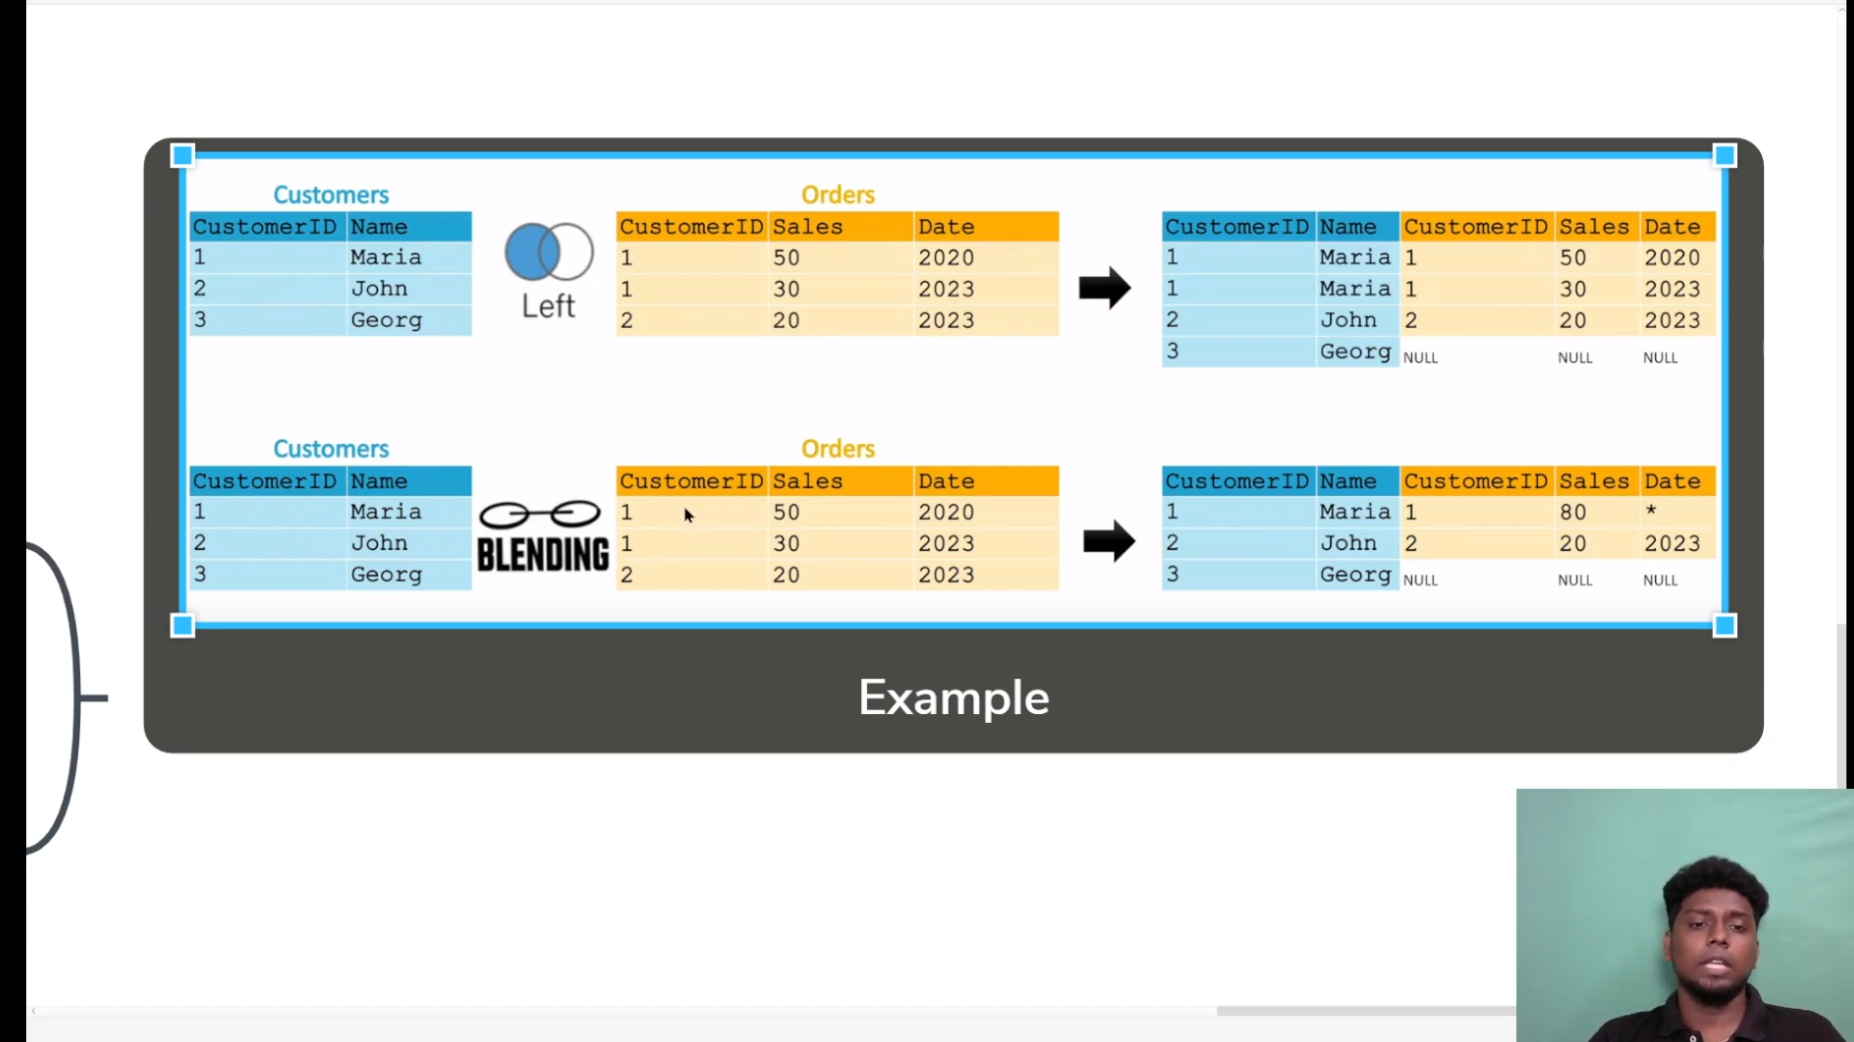 Customers Orders
CustomerID Name CustomerID Sales Date CustomerID Name CustomerID Sales Date
1 Maria 1 50 2020 1 Maria 1 50 2020
2 John 1 30 2023 1 Maria 1 30 2023
Left
3 Georg 2 20 2023 2 John 2 20 2023
3 Georg NULL NULL NULL
Customers Orders
CustomerID Name CustomerID Sales Date CustomerID Name CustomerID Sales Date
1 Maria 1 50 2020 1 Maria 1 80 *
2 John BLENDING 1 30 2023 2 John 2 20 2023
3 Georg 2 20 2023 3 Georg NULL NULL NULL
Example